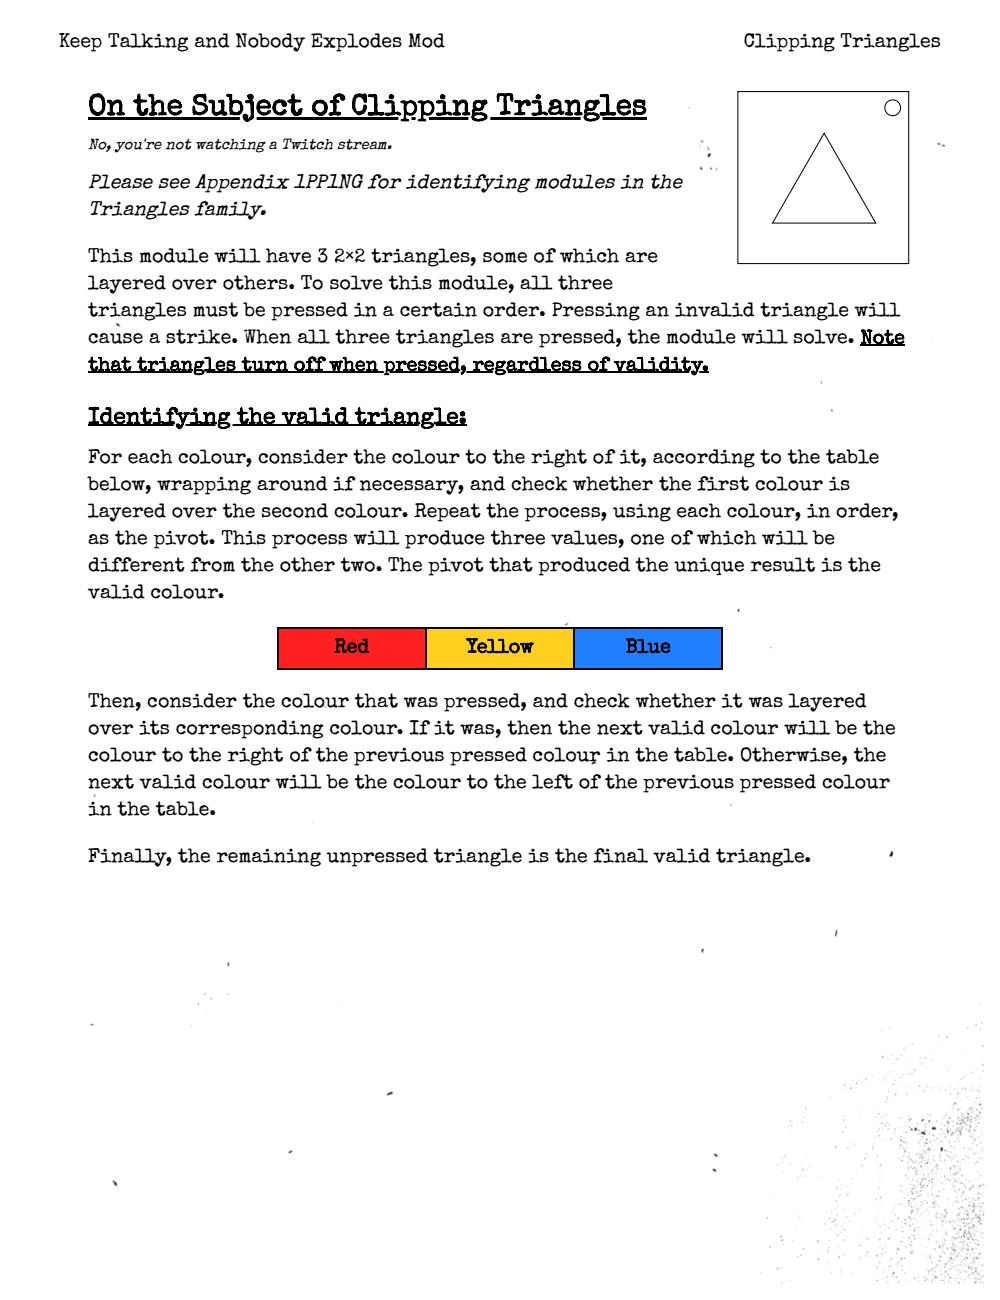 Keep Talking and Nobody Explodes Mod
Clipping Triangles
On the Subject of Clipping Triangles
No, you're not watching a Twitch stream.
Please see Appendix 1PP1NG for identifying modules in the
Triangles family.
This module will have 3 2×2 triangles, some of which are
layered over others. To solve this module, all three
triangles must be pressed in a certain order. Pressing an invalid triangle will
cause a strike. When all three triangles are pressed, the module will solve. Note
that triangles turn off when pressed, regardless of validity.
Identifying the valid triangle:
For each colour, consider the colour to the right of it, according to the table
below, wrapping around if necessary, and check whether the first colour is
layered over the second colour. Repeat the process, using each colour, in order,
as the pivot. This process will produce three values, one of which will be
different from the other two. The pivot that produced the unique result is the
valid colour.
Red Yellow Blue
Then, consider the colour that was pressed, and check whether it was layered
over its corresponding colour. If it was, then the next valid colour will be the
colour to the right of the previous pressed colour in the table. Otherwise, the
next valid colour will be the colour to the left of the previous pressed colour
in the table.
Finally, the remaining unpressed triangle is the final valid triangle.